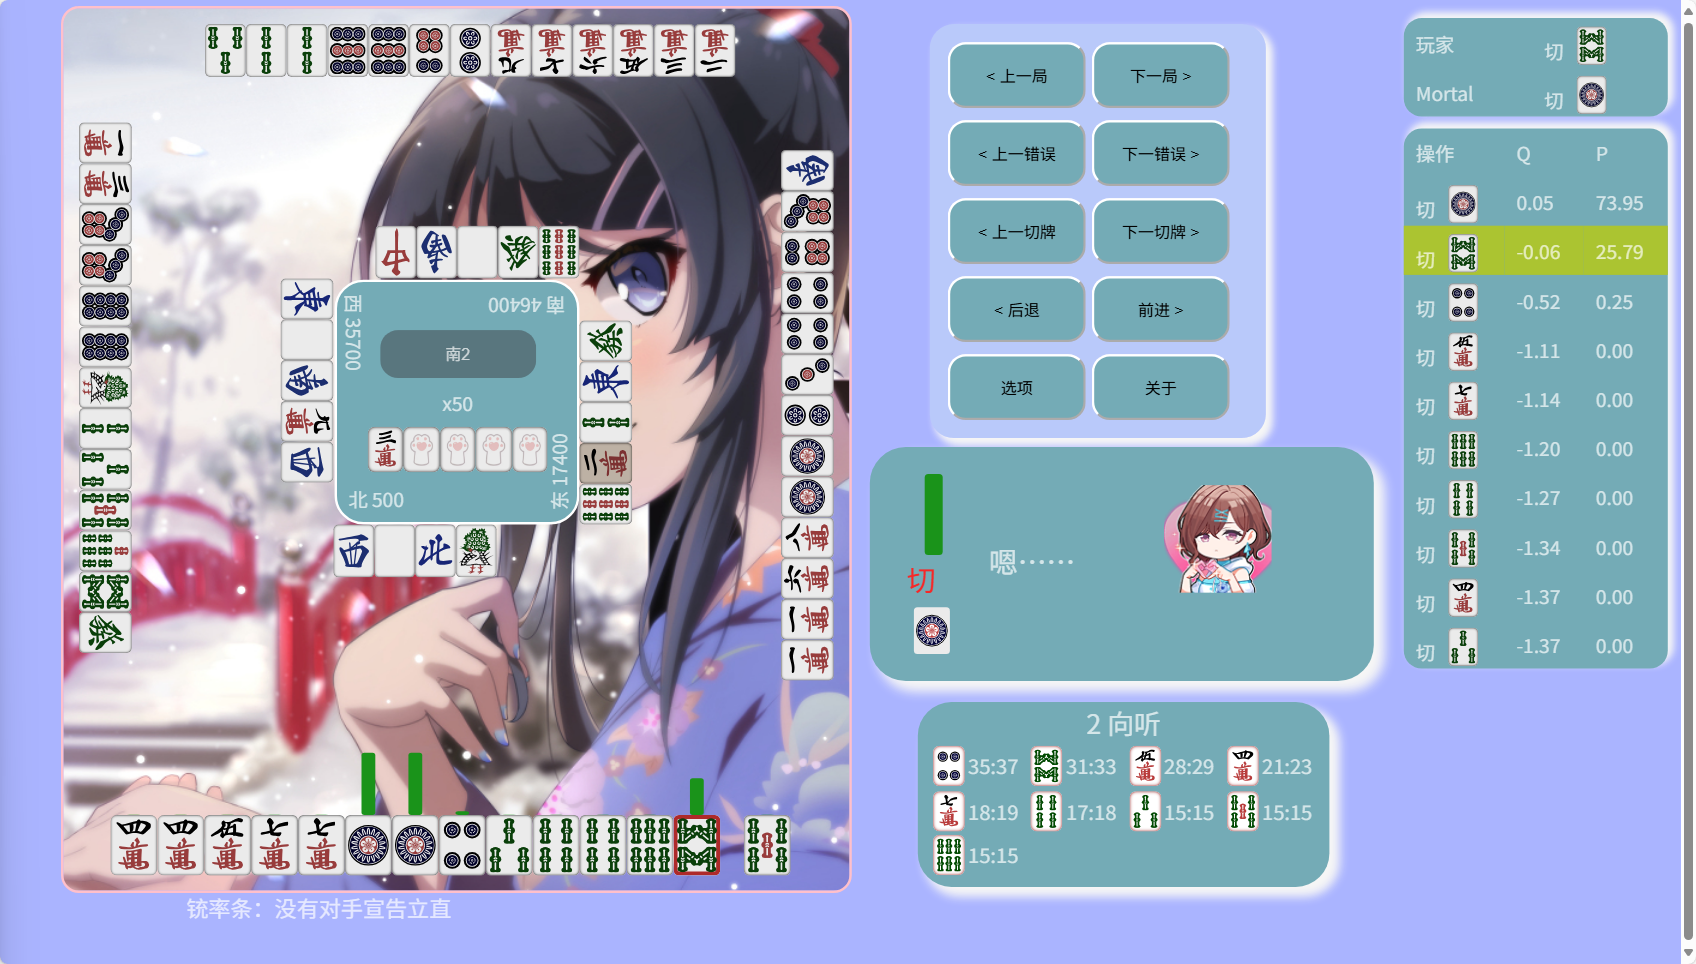 西 35700
南 46400
南2
x50
北 500
东 17400
铳率条：没有对手宣告立直
< 上一局
下一局 >
< 上一错误
下一错误 >
< 上一切牌
下一切牌 >
< 后退
前进 >
选项
关于
切
嗯······
2 向听
35:37
31:33
28:29
21:23
18:19
17:18
15:15
15:15
15:15
玩家 切
Mortal 切
操作 Q P
切 0.05 73.95
切 -0.06 25.79
切 -0.52 0.25
切 -1.11 0.00
切 -1.14 0.00
切 -1.20 0.00
切 -1.27 0.00
切 -1.34 0.00
切 -1.37 0.00
切 -1.37 0.00